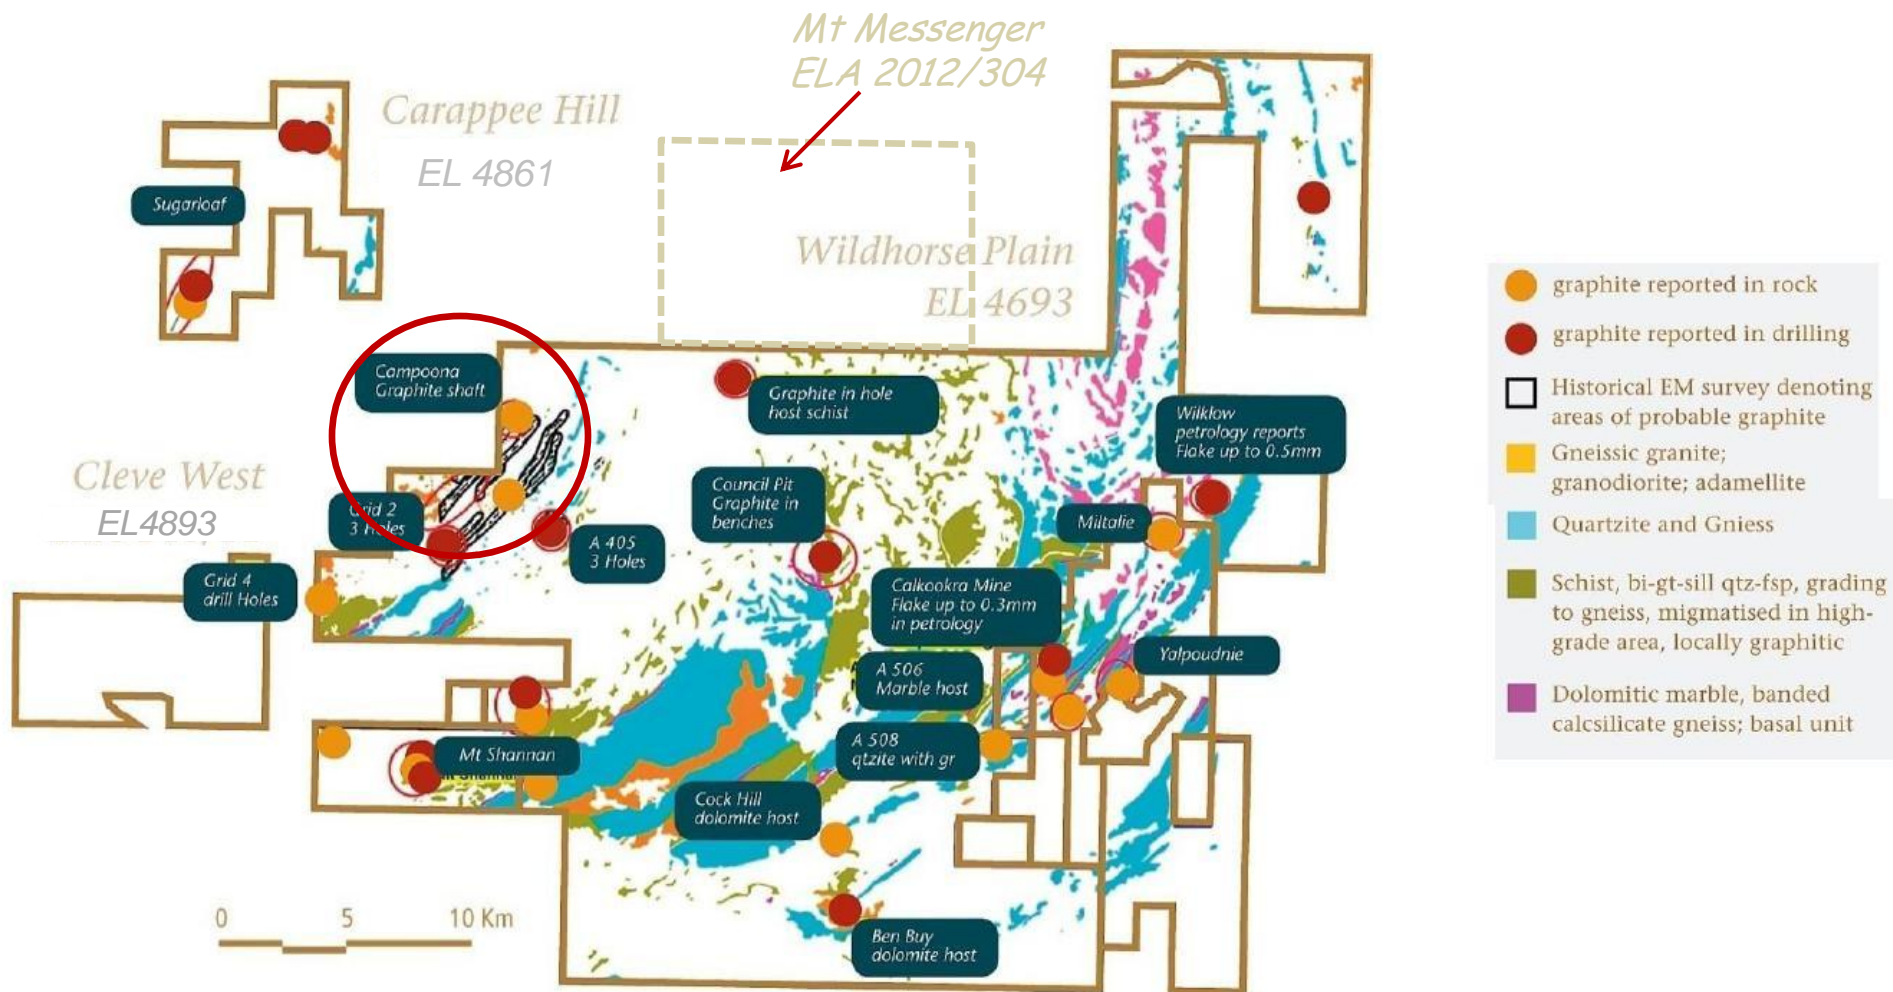 Mt Messenger
ELA 2012/304
Carappee Hill
EL 4861
Sugarloaf
Wildhorse Plain
EL 4693
Campoona
Graphite shaft
Graphite in hole
host schist
Wilklow
petrology reports
Flake up to 0.5mm
Cleve West
EL4893
Grid 2
3 Holes
Council Pit
Graphite in
benches
Miltalie
A 405
3 Holes
Grid 4
drill Holes
Calkookra Mine
Flake up to 0.3mm
in petrology
A 506
Marble host
Yalpoudnie
Mt Shannan
A 508
qtzite with gr
Cock Hill
dolomite host
Ben Buy
dolomite host
0 5 10 Km
graphite reported in rock
graphite reported in drilling
Historical EM survey denoting
areas of probable graphite
Gneissic granite;
granodiorite; adamellite
Quartzite and Gniess
Schist, bi-gt-sill qtz-fsp, grading
to gneiss, migmatised in high-
grade area, locally graphitic
Dolomitic marble, banded
calcsilicate gneiss; basal unit